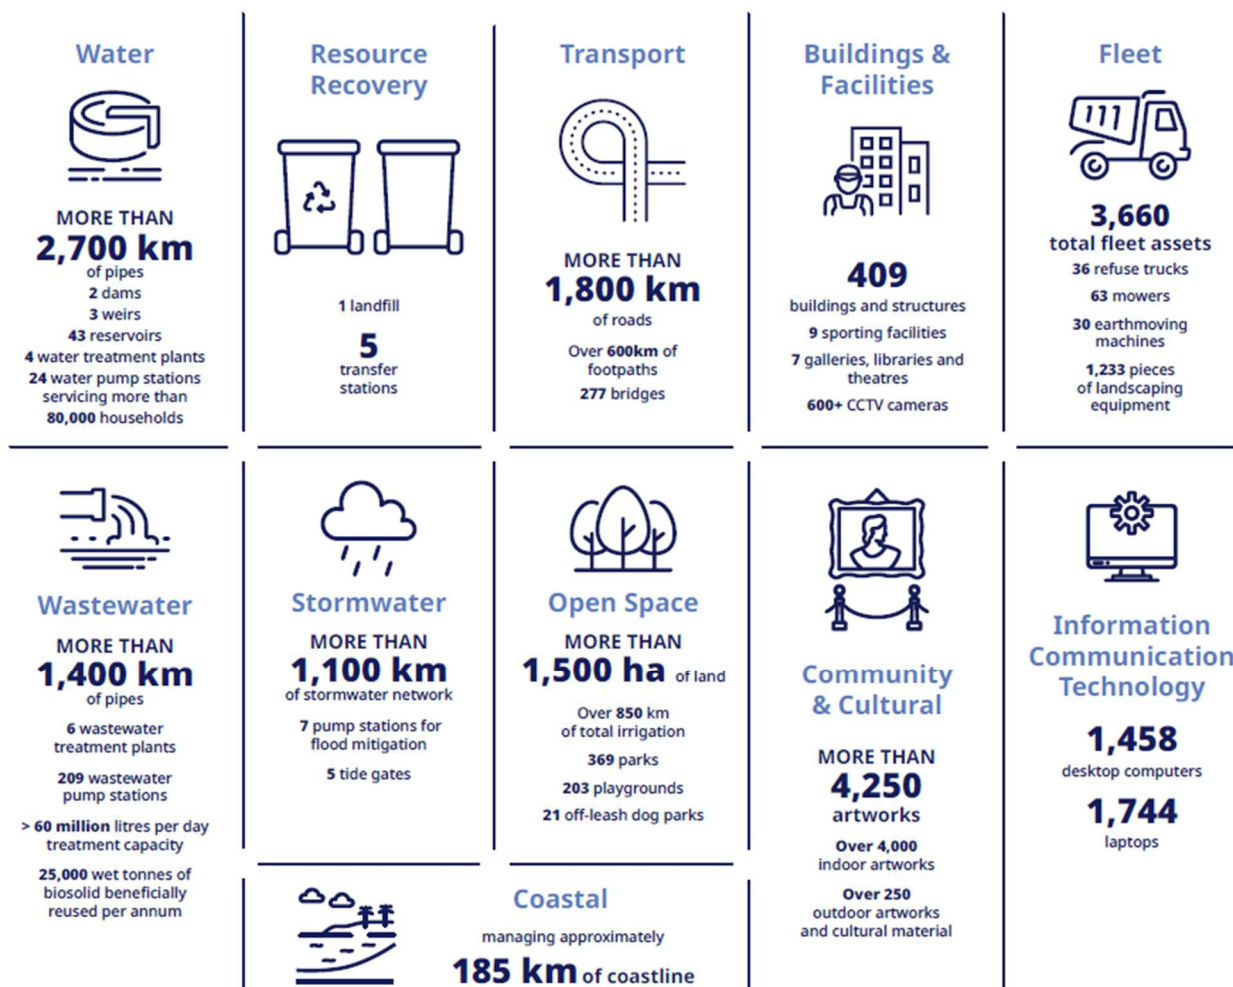 Water
MORE THAN
2,700 km
of pipes
2 dams
3 weirs
43 reservoirs
4 water treatment plants
24 water pump stations
servicing more than
80,000 households
Resource
Recovery
1 landfill
5
transfer
stations
Transport
MORE THAN
1,800 km
of roads
Over 600km of
footpaths
277 bridges
Buildings &
Facilities
409
buildings and structures
9 sporting facilities
7 galleries, libraries and
theatres
600+ CCTV cameras
Fleet
3,660
total fleet assets
36 refuse trucks
63 mowers
30 earthmoving
machines
1,233 pieces
of landscaping
equipment
Wastewater
MORE THAN
1,400 km
of pipes
6 wastewater
treatment plants
209 wastewater
pump stations
> 60 million litres per day
treatment capacity
25,000 wet tonnes of
biosolid beneficially
reused per annum
Stormwater
MORE THAN
1,100 km
of stormwater network
7 pump stations for
flood mitigation
5 tide gates
Open Space
MORE THAN
1,500 ha of land
Over 850 km
of total irrigation
369 parks
203 playgrounds
21 off-leash dog parks
Community
& Cultural
MORE THAN
4,250
artworks
Over 4,000
indoor artworks
Over 250
outdoor artworks
and cultural material
Information
Communication
Technology
1,458
desktop computers
1,744
laptops
Coastal
managing approximately
185 km of coastline